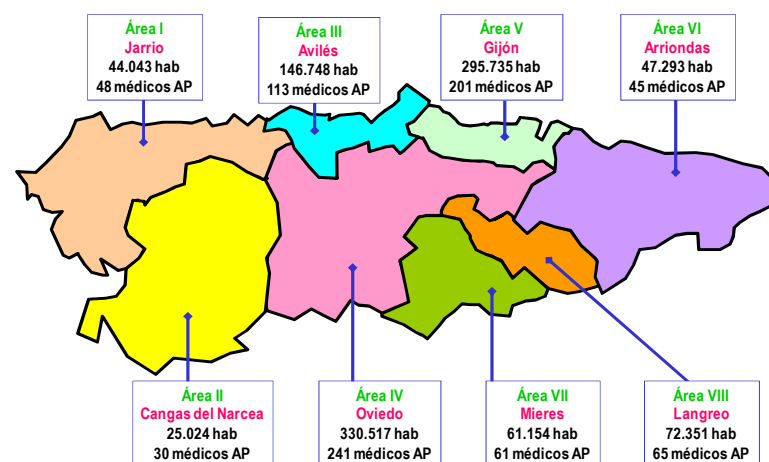 Área I
Jarrio
44.043 hab
48 médicos AP
Área III
Avilés
146.748 hab
113 médicos AP
Área V
Gijón
295.735 hab
201 médicos AP
Área VI
Arriondas
47.293 hab
45 médicos AP
Área II
Cangas del Narcea
25.024 hab
30 médicos AP
Área IV
Oviedo
330.517 hab
241 médicos AP
Área VII
Mieres
61.154 hab
61 médicos AP
Área VIII
Langreo
72.351 hab
65 médicos AP